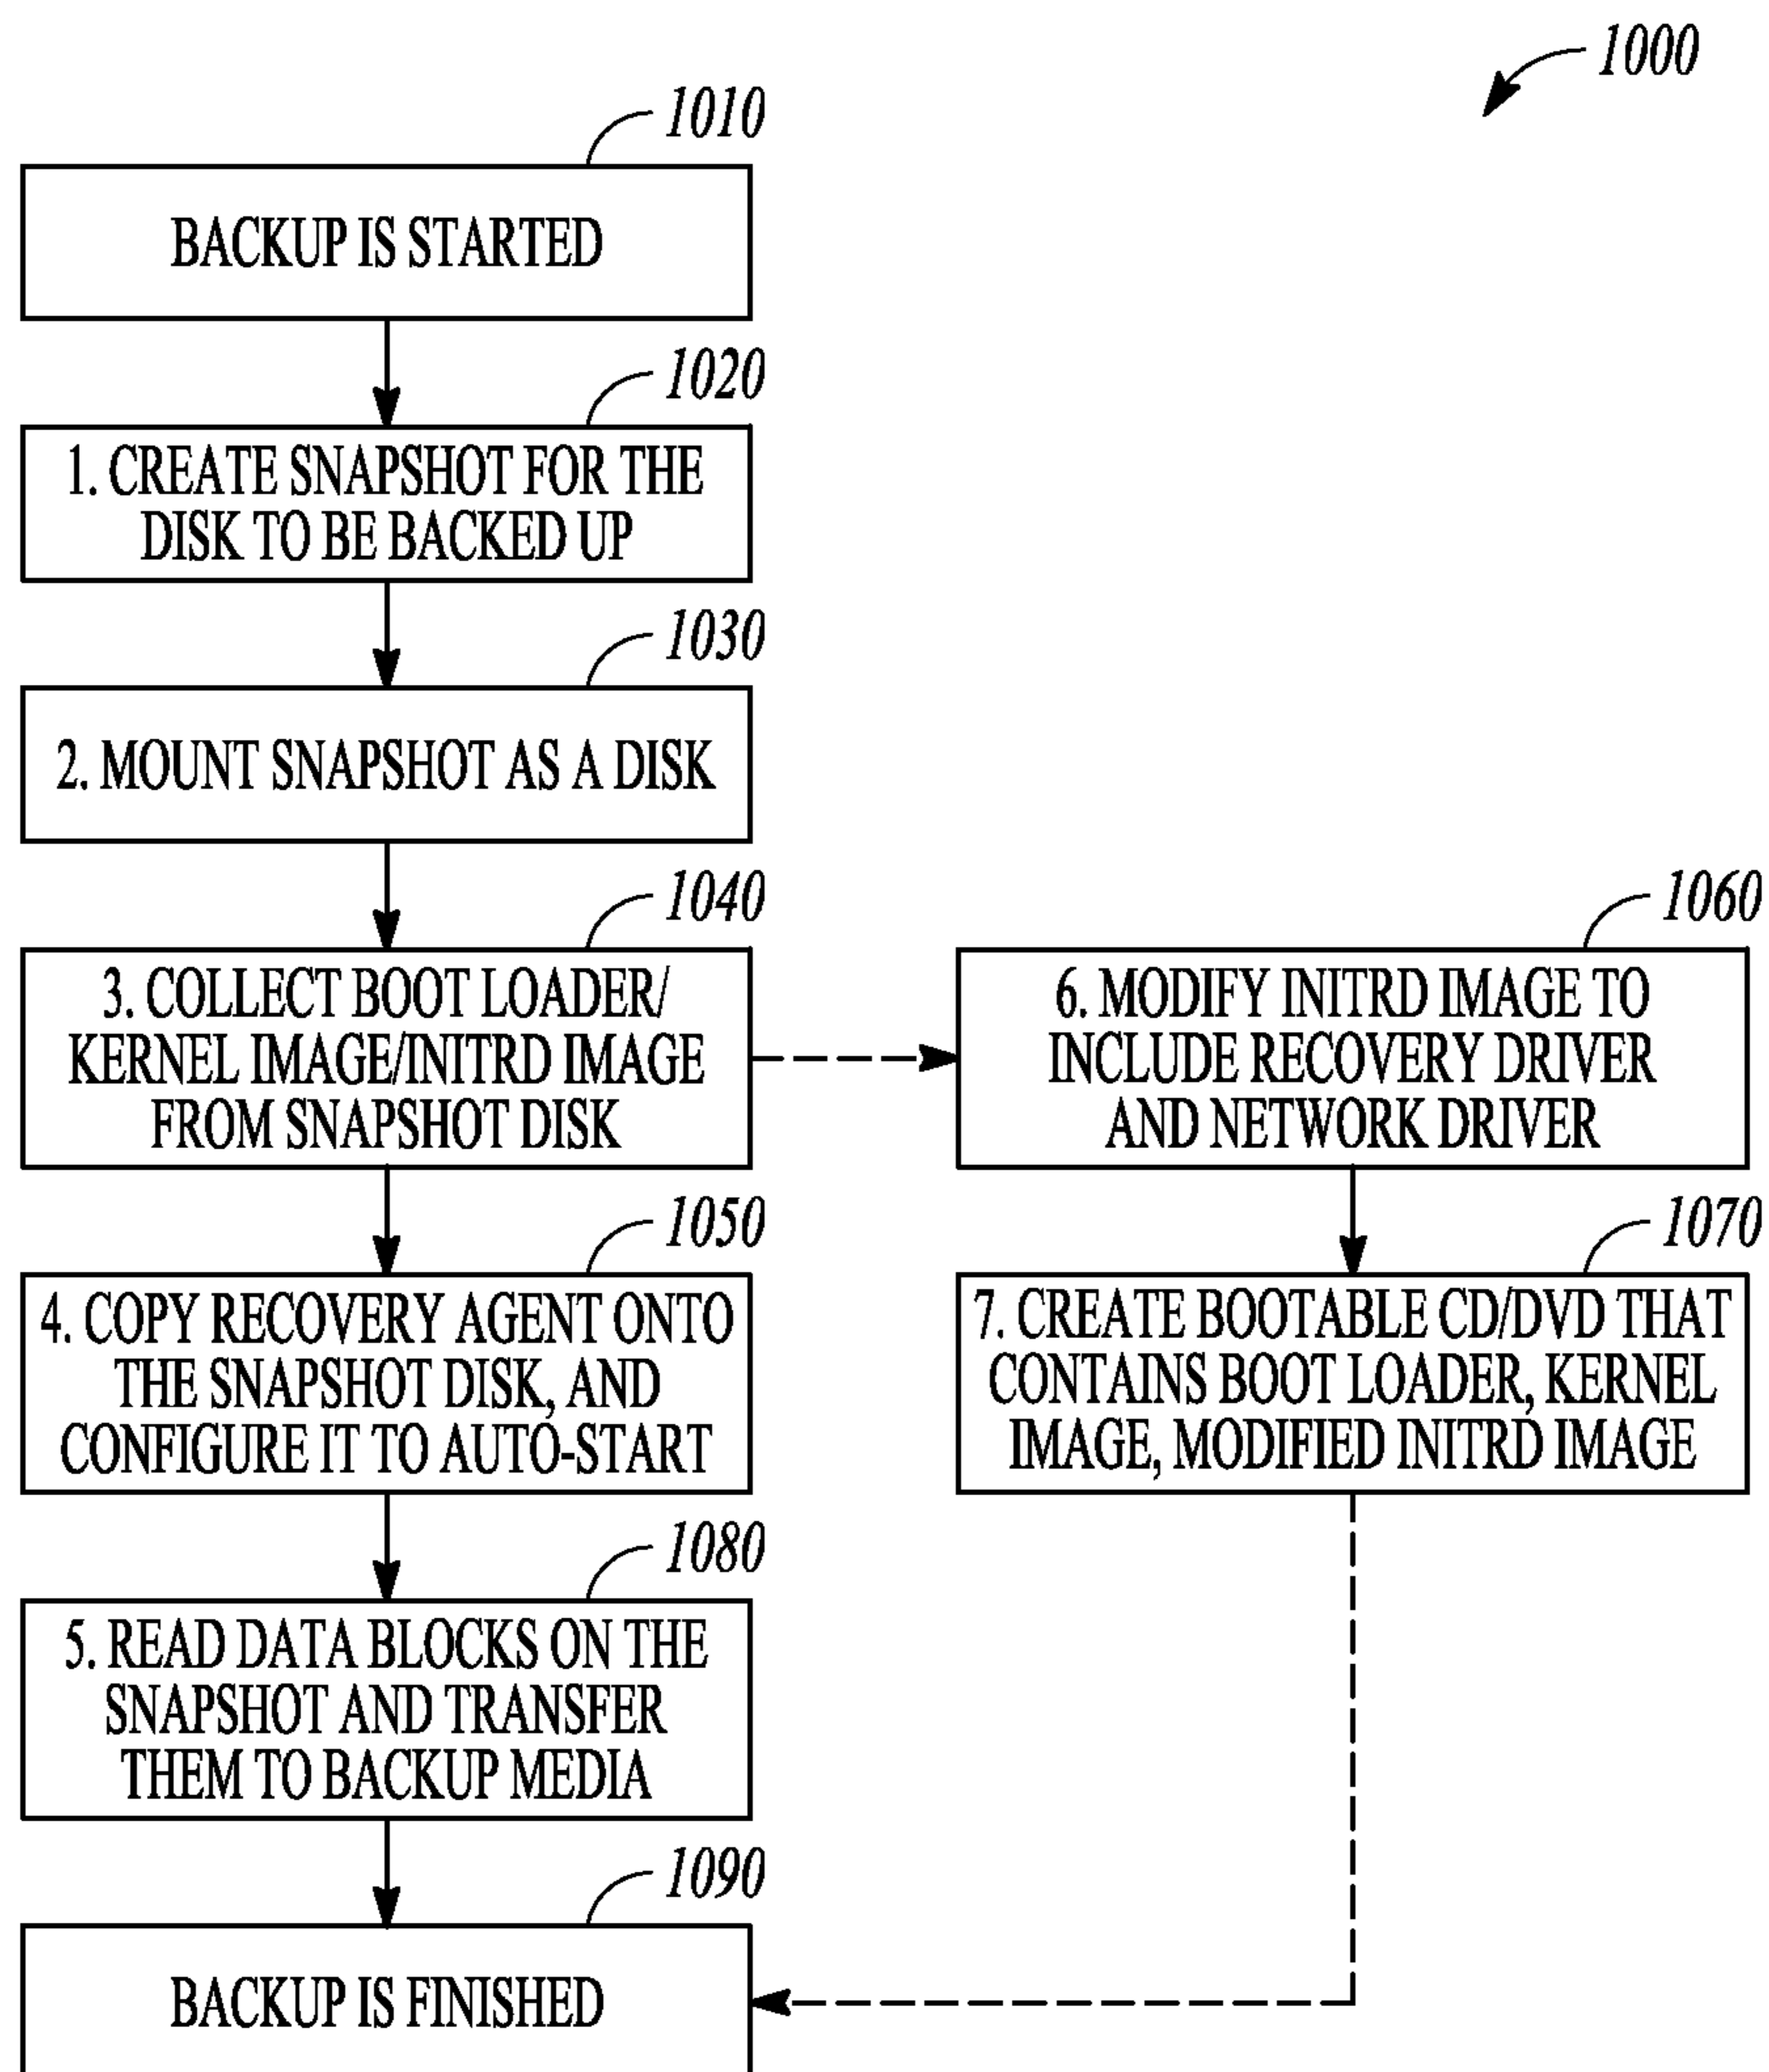 1000
1010
BACKUP IS STARTED
1020
1. CREATE SNAPSHOT FOR THE
DISK TO BE BACKED UP
1030
2. MOUNT SNAPSHOT AS A DISK
1040
3. COLLECT BOOT LOADER/
KERNEL IMAGE/INITRD IMAGE
FROM SNAPSHOT DISK
1060
6. MODIFY INITRD IMAGE TO
INCLUDE RECOVERY DRIVER
AND NETWORK DRIVER
1050
4. COPY RECOVERY AGENT ONTO
THE SNAPSHOT DISK, AND
CONFIGURE IT TO AUTO-START
1070
7. CREATE BOOTABLE CD/DVD THAT
CONTAINS BOOT LOADER, KERNEL
IMAGE, MODIFIED INITRD IMAGE
1080
5. READ DATA BLOCKS ON THE
SNAPSHOT AND TRANSFER
THEM TO BACKUP MEDIA
1090
BACKUP IS FINISHED